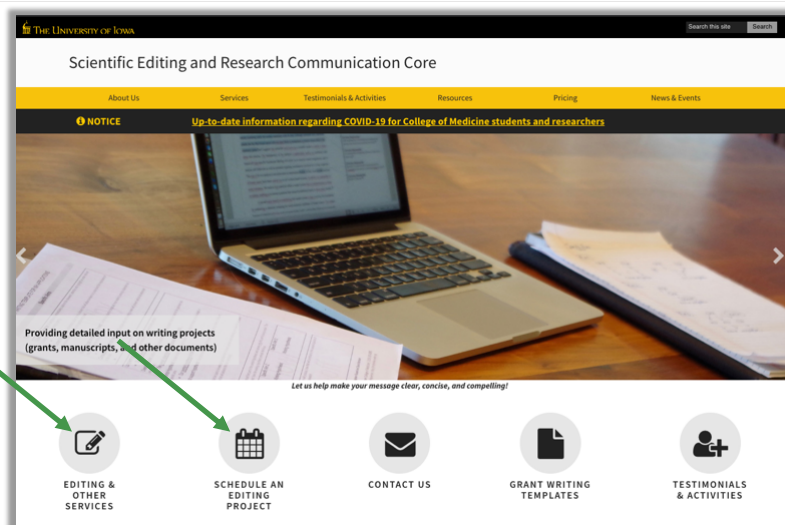 THE UNIVERSITY OF IOWA
Search this site
Search
Scientific Editing and Research Communication Core
About Us
Services
Testimonials & Activities
Resources
Pricing
News & Events
NOTICE
Up-to-date information regarding COVID-19 for College of Medicine students and researchers
Providing detailed input on writing projects
(grants, manuscripts, and other documents)
Let us help make your message clear, concise, and compelling!
EDITING &
OTHER
SERVICES
SCHEDULE AN
EDITING
PROJECT
CONTACT US
GRANT WRITING
TEMPLATES
TESTIMONIALS
& ACTIVITIES